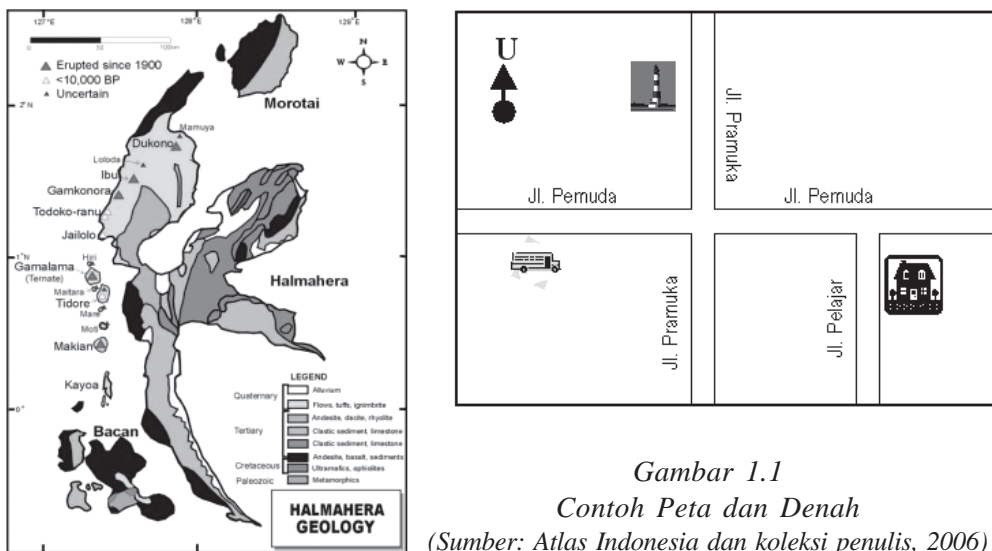 127°E 128°E 129°E
0 50 100km
Erupted since 1900
<10,000 BP
Uncertain
N
W E
S
Morotai
2°N
Mamuya
Dukono
Loloda
Ibu
Gamkonora
Todoko-ranu
Jailolo
1°N
Hiri
Gamalama
(Ternate)
Maitara
Tidore
Mare
Moti
Makian
Halmahera
Kayoa
0°
Bacan
LEGEND
Quaternary
Alluvium
Flows, tuffs, ignimbrite
Tertiary
Andesite, dacite, rhyolite
Clastic sediment, limestone
Clastic sediment, limestone
Andesite, basalt, sediments
Cretaceous
Ultramafics, ophiolites
Paleozoic
Metamorphics
HALMAHERA
GEOLOGY
U
Jl. Pramuka
Jl. Pemuda
Jl. Pemuda
Jl. Pramuka
Jl. Pelajar
Gambar 1.1
Contoh Peta dan Denah
(Sumber: Atlas Indonesia dan koleksi penulis, 2006)